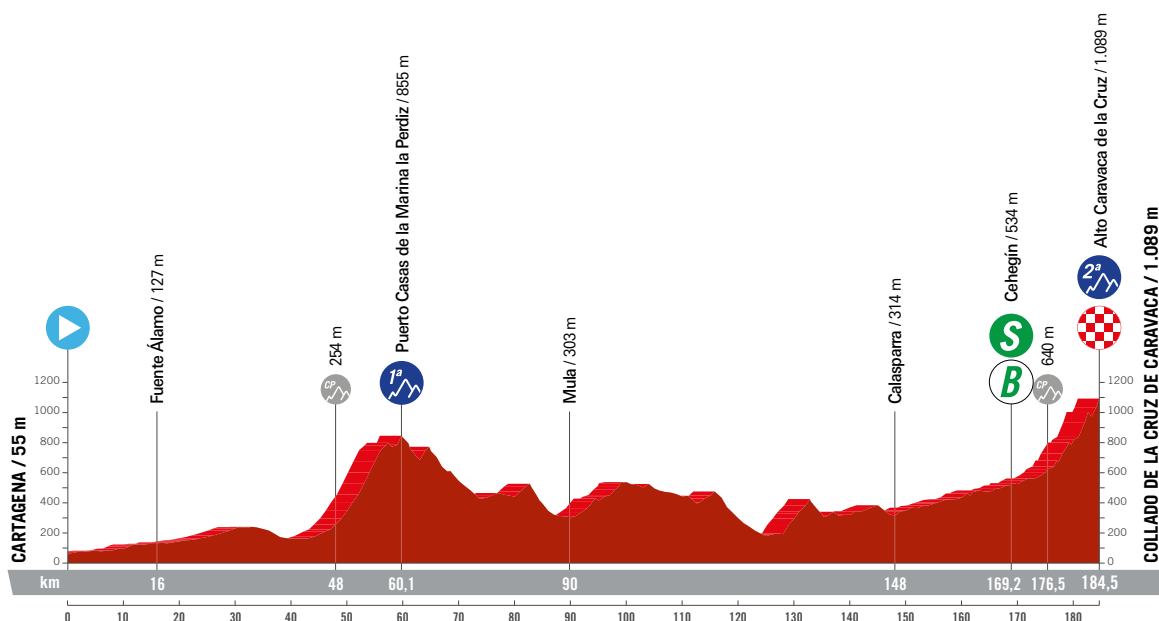 CARTAGENA / 55 m
Fuente Álamo / 127 m
254 m
CP
Puerto Casas de la Marina la Perdiz / 855 m
1ª
Mula / 303 m
Calasparra / 314 m
Cehegín / 534 m
S
B
640 m
CP
Alto Caravaca de la Cruz / 1.089 m
2ª
COLLADO DE LA CRUZ DE CARAVACA / 1.089 m
1200
1000
800
600
400
200
0
1200
1000
800
600
400
200
0
km 16 48 60,1 90 148 169,2 176,5 184,5
0 10 20 30 40 50 60 70 80 90 100 110 120 130 140 150 160 170 180